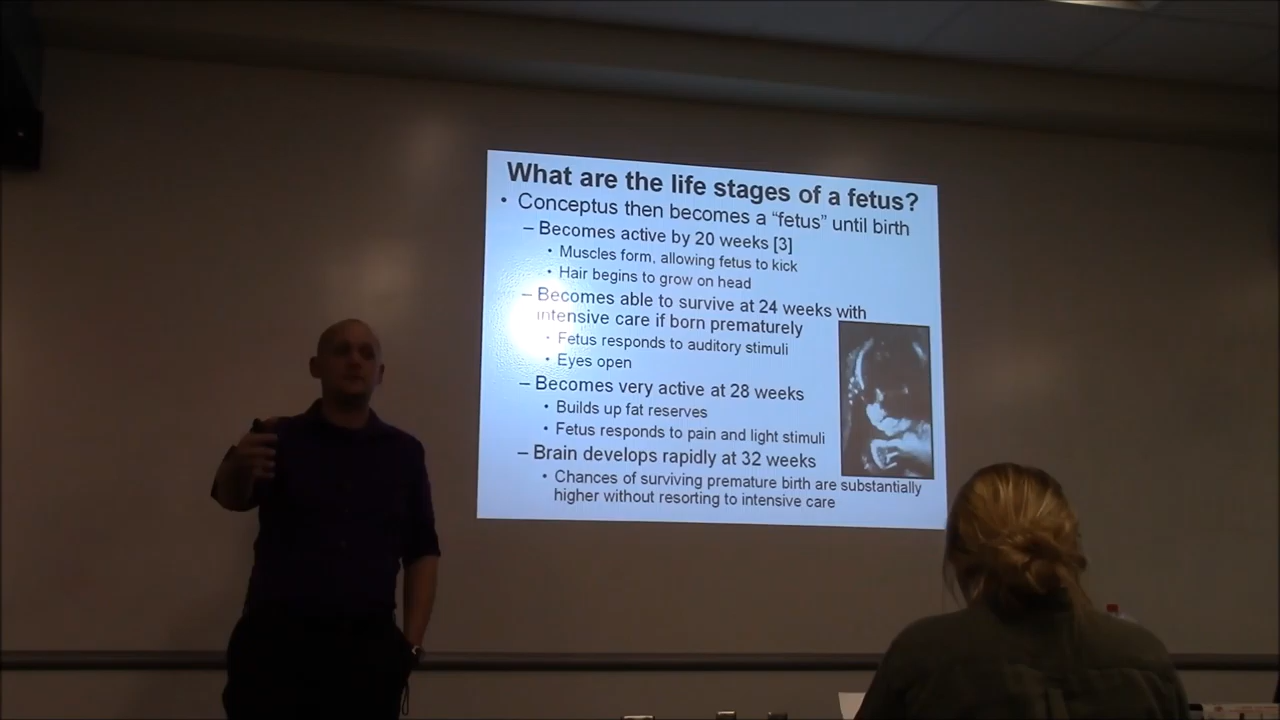 What are the life stages of a fetus?
• Conceptus then becomes a “fetus” until birth
– Becomes active by 20 weeks [3]
• Muscles form, allowing fetus to kick
• Hair begins to grow on head
– Becomes able to survive at 24 weeks with
intensive care if born prematurely
• Fetus responds to auditory stimuli
• Eyes open
– Becomes very active at 28 weeks
• Builds up fat reserves
• Fetus responds to pain and light stimuli
– Brain develops rapidly at 32 weeks
• Chances of surviving premature birth are substantially
higher without resorting to intensive care